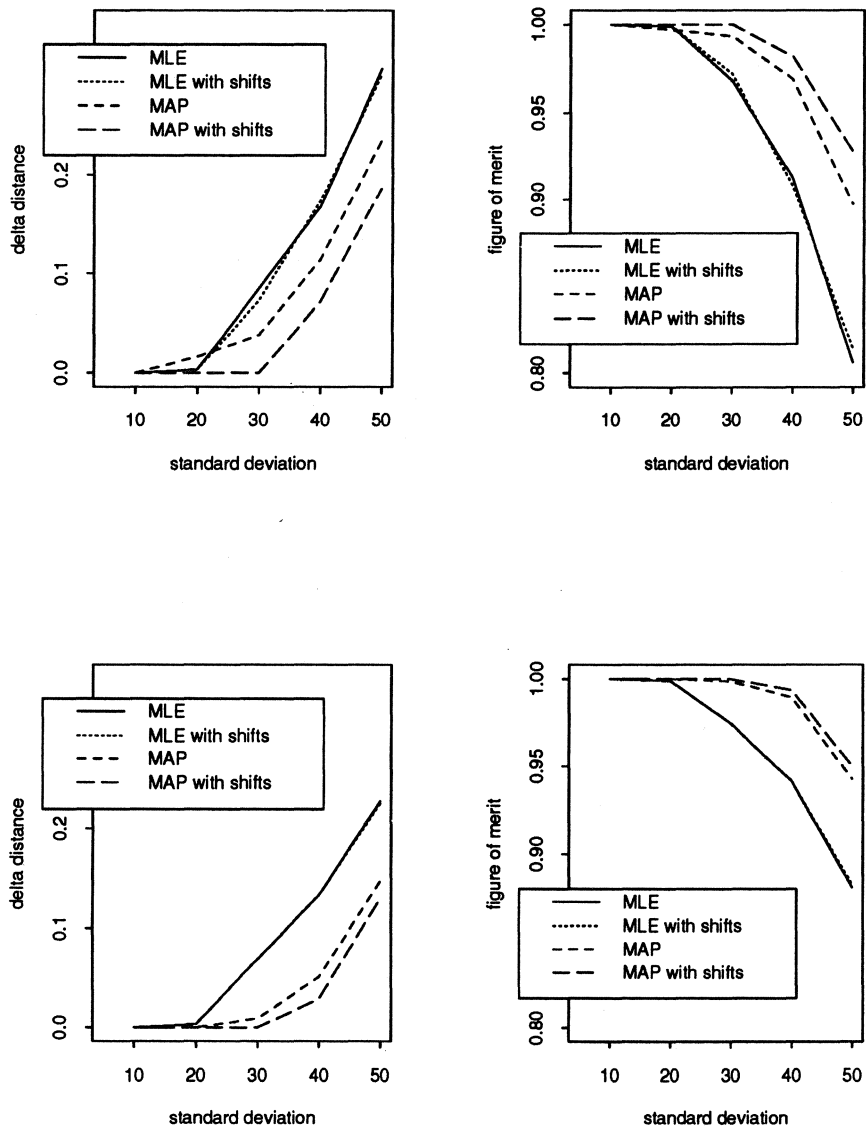 MLE
MLE with shifts
MAP
MAP with shifts
delta distance
0.0
0.1
0.2
10 20 30 40 50
standard deviation
MLE
MLE with shifts
MAP
MAP with shifts
figure of merit
0.80
0.90
0.95
1.00
10 20 30 40 50
standard deviation
MLE
MLE with shifts
MAP
MAP with shifts
delta distance
0.0
0.1
0.2
10 20 30 40 50
standard deviation
MLE
MLE with shifts
MAP
MAP with shifts
figure of merit
0.80
0.90
0.95
1.00
10 20 30 40 50
standard deviation